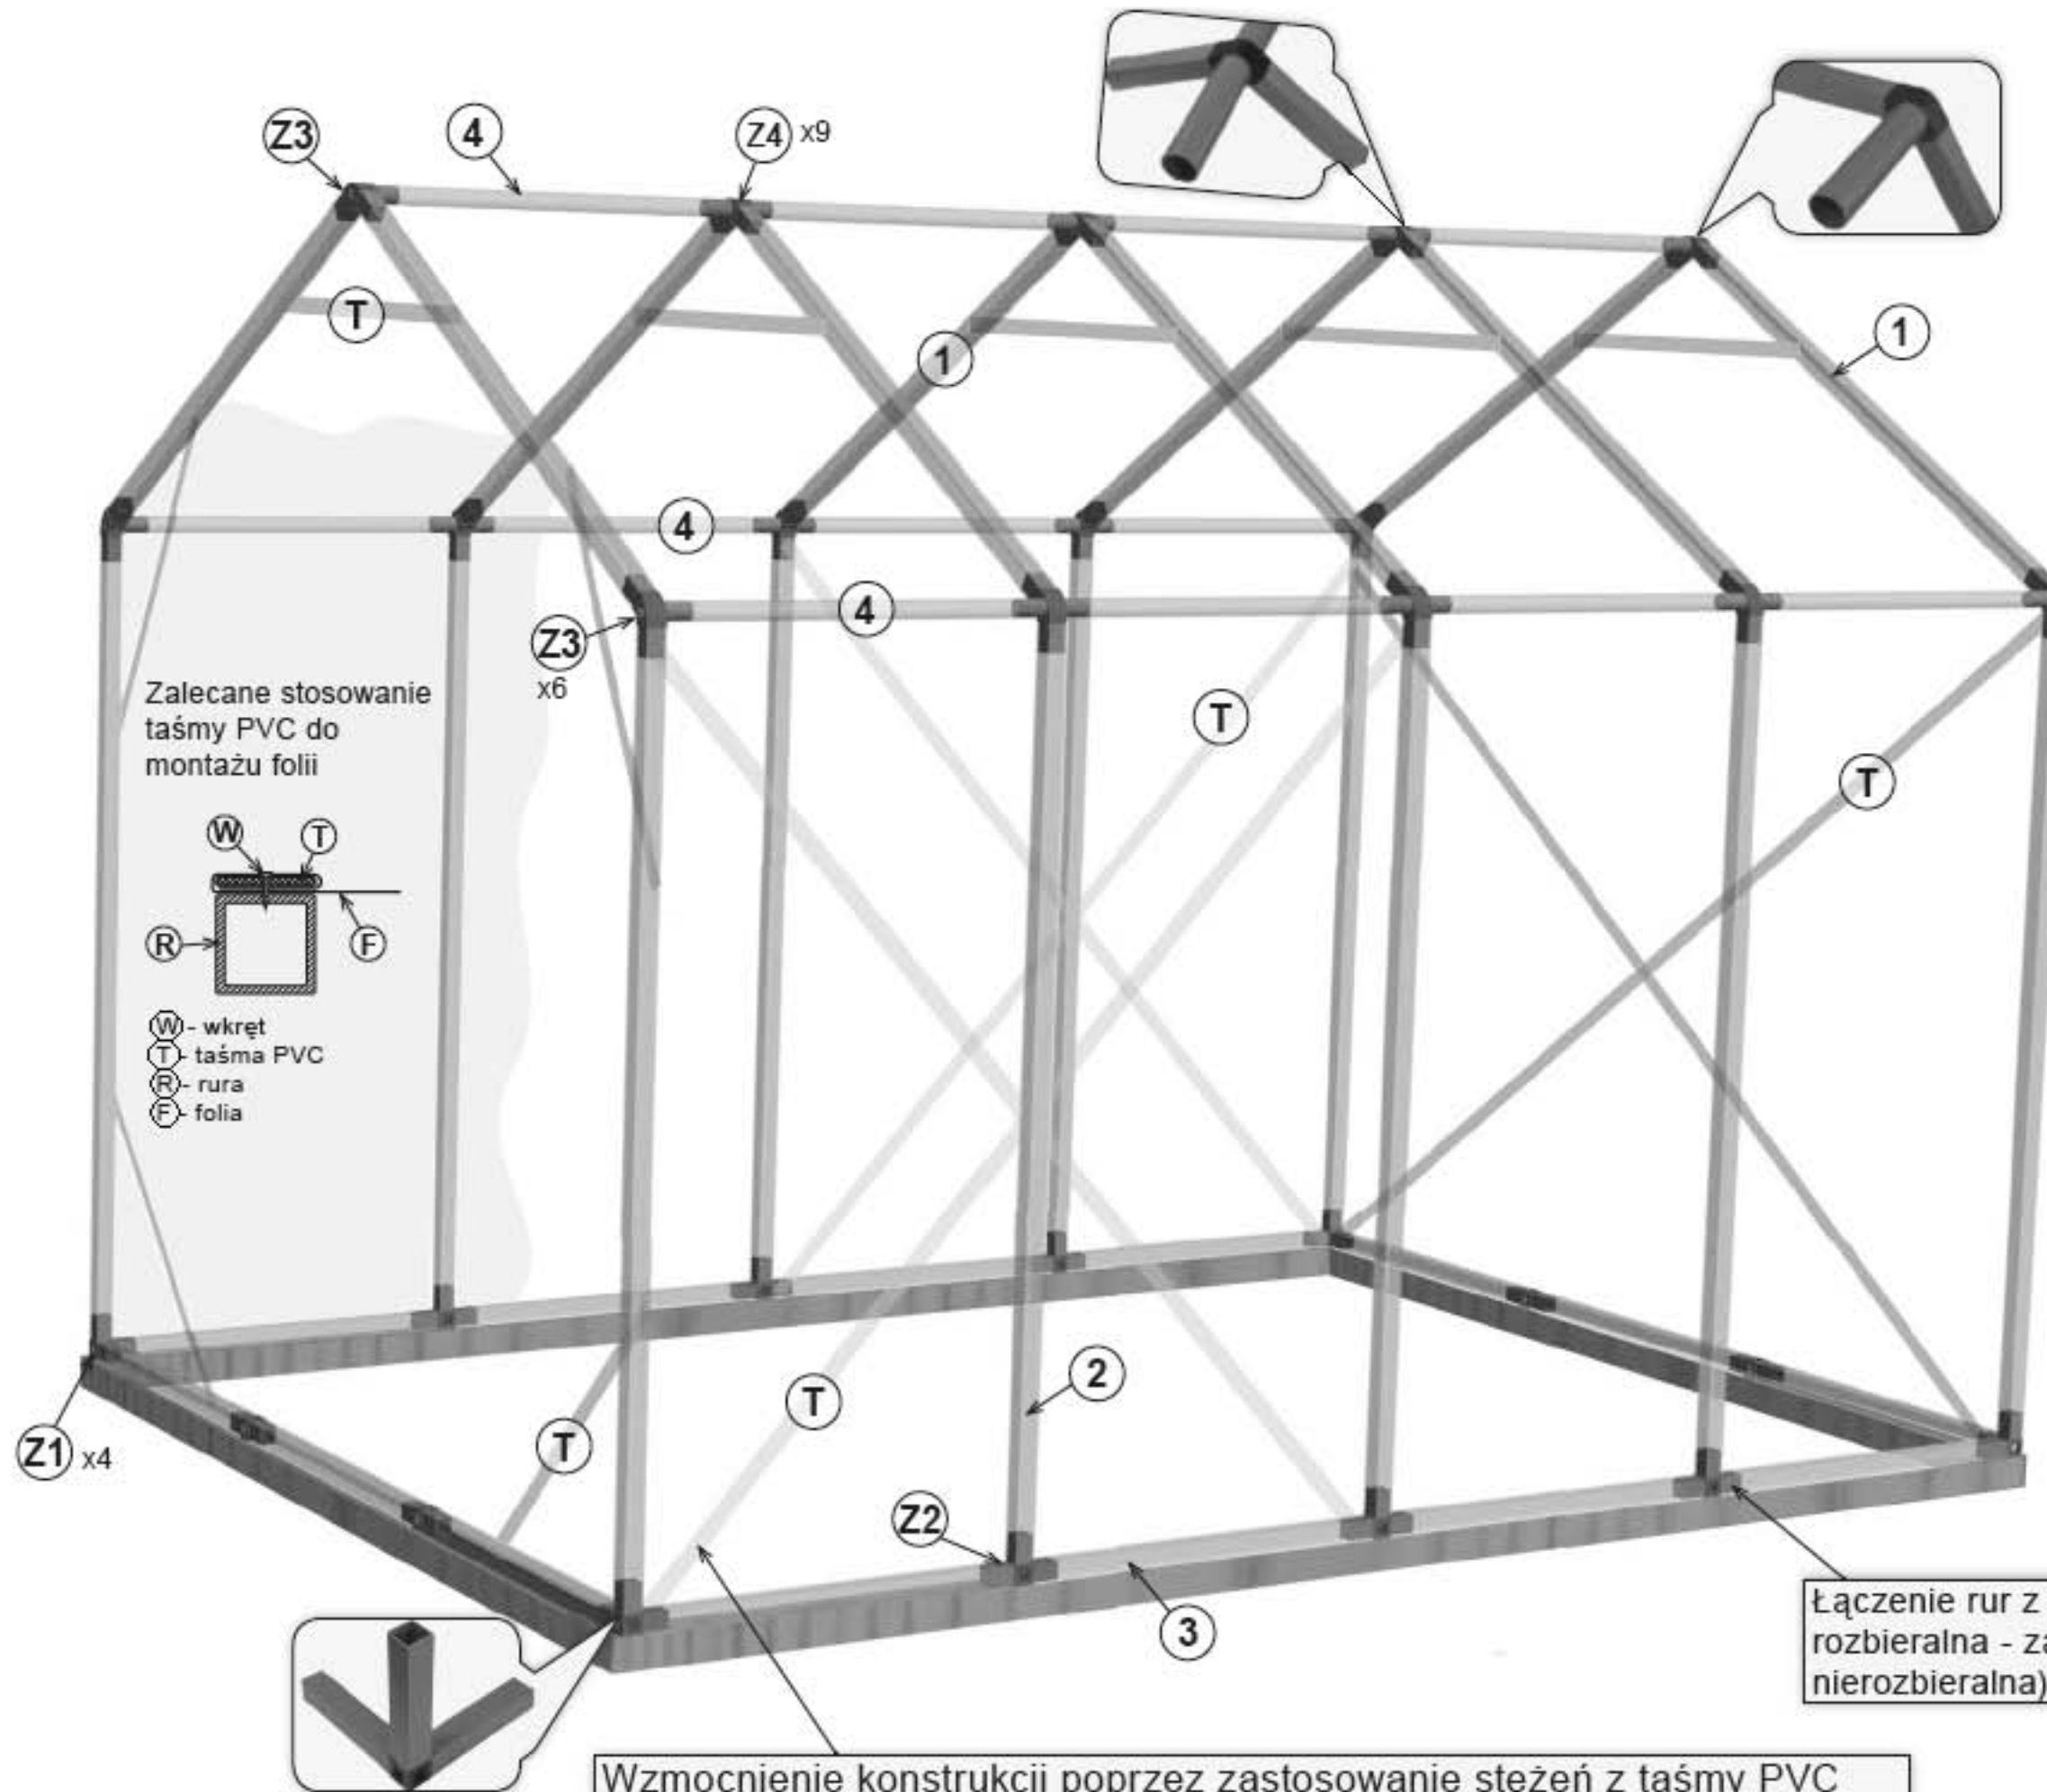 Z3
4
Z4 x9
T
1
1
4
4
Z3
x6
T
T
Zalecane stosowanie
taśmy PVC do
montażu folii
W
T
R
F
W - wkręt
T - taśma PVC
R - rura
F - folia
2
T
T
Z1 x4
Z2
3
Łączenie rur z
rozbieralna - za
nierozbieralna)
Wzmocnienie konstrukcji poprzez zastosowanie stężeń z taśmy PVC